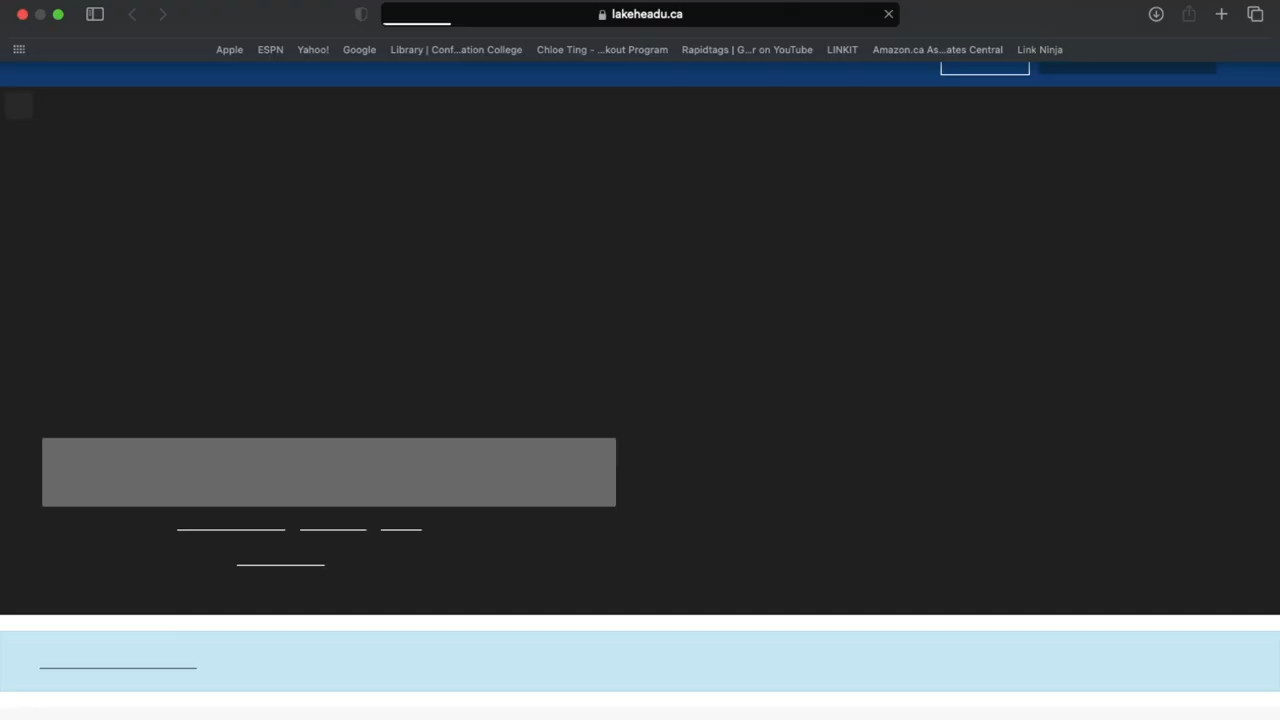 lakeheadu.ca
Apple ESPN Yahoo! Google Library | Conf...ation College Chloe Ting - ...kout Program Rapidtags | G...r on YouTube LINKIT Amazon.ca As...ates Central Link Ninja